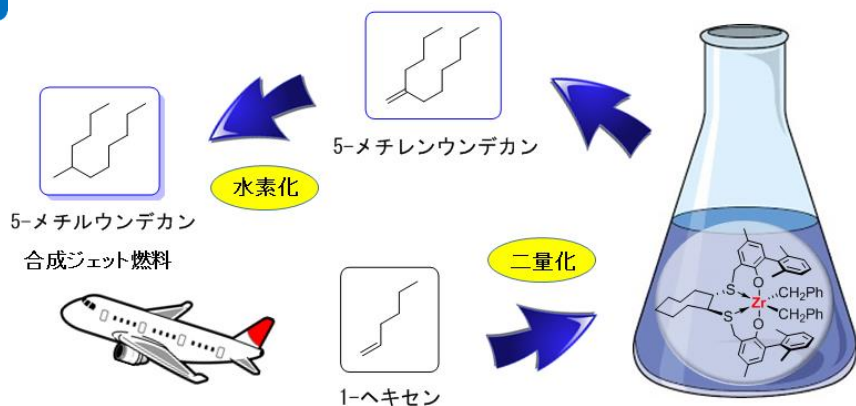 5-メチレンウンデカン
水素化
5-メチルウンデカン
合成ジェット燃料
二量化
1-ヘキセン
S
O
Zr
CH2Ph
CH2Ph
S
O